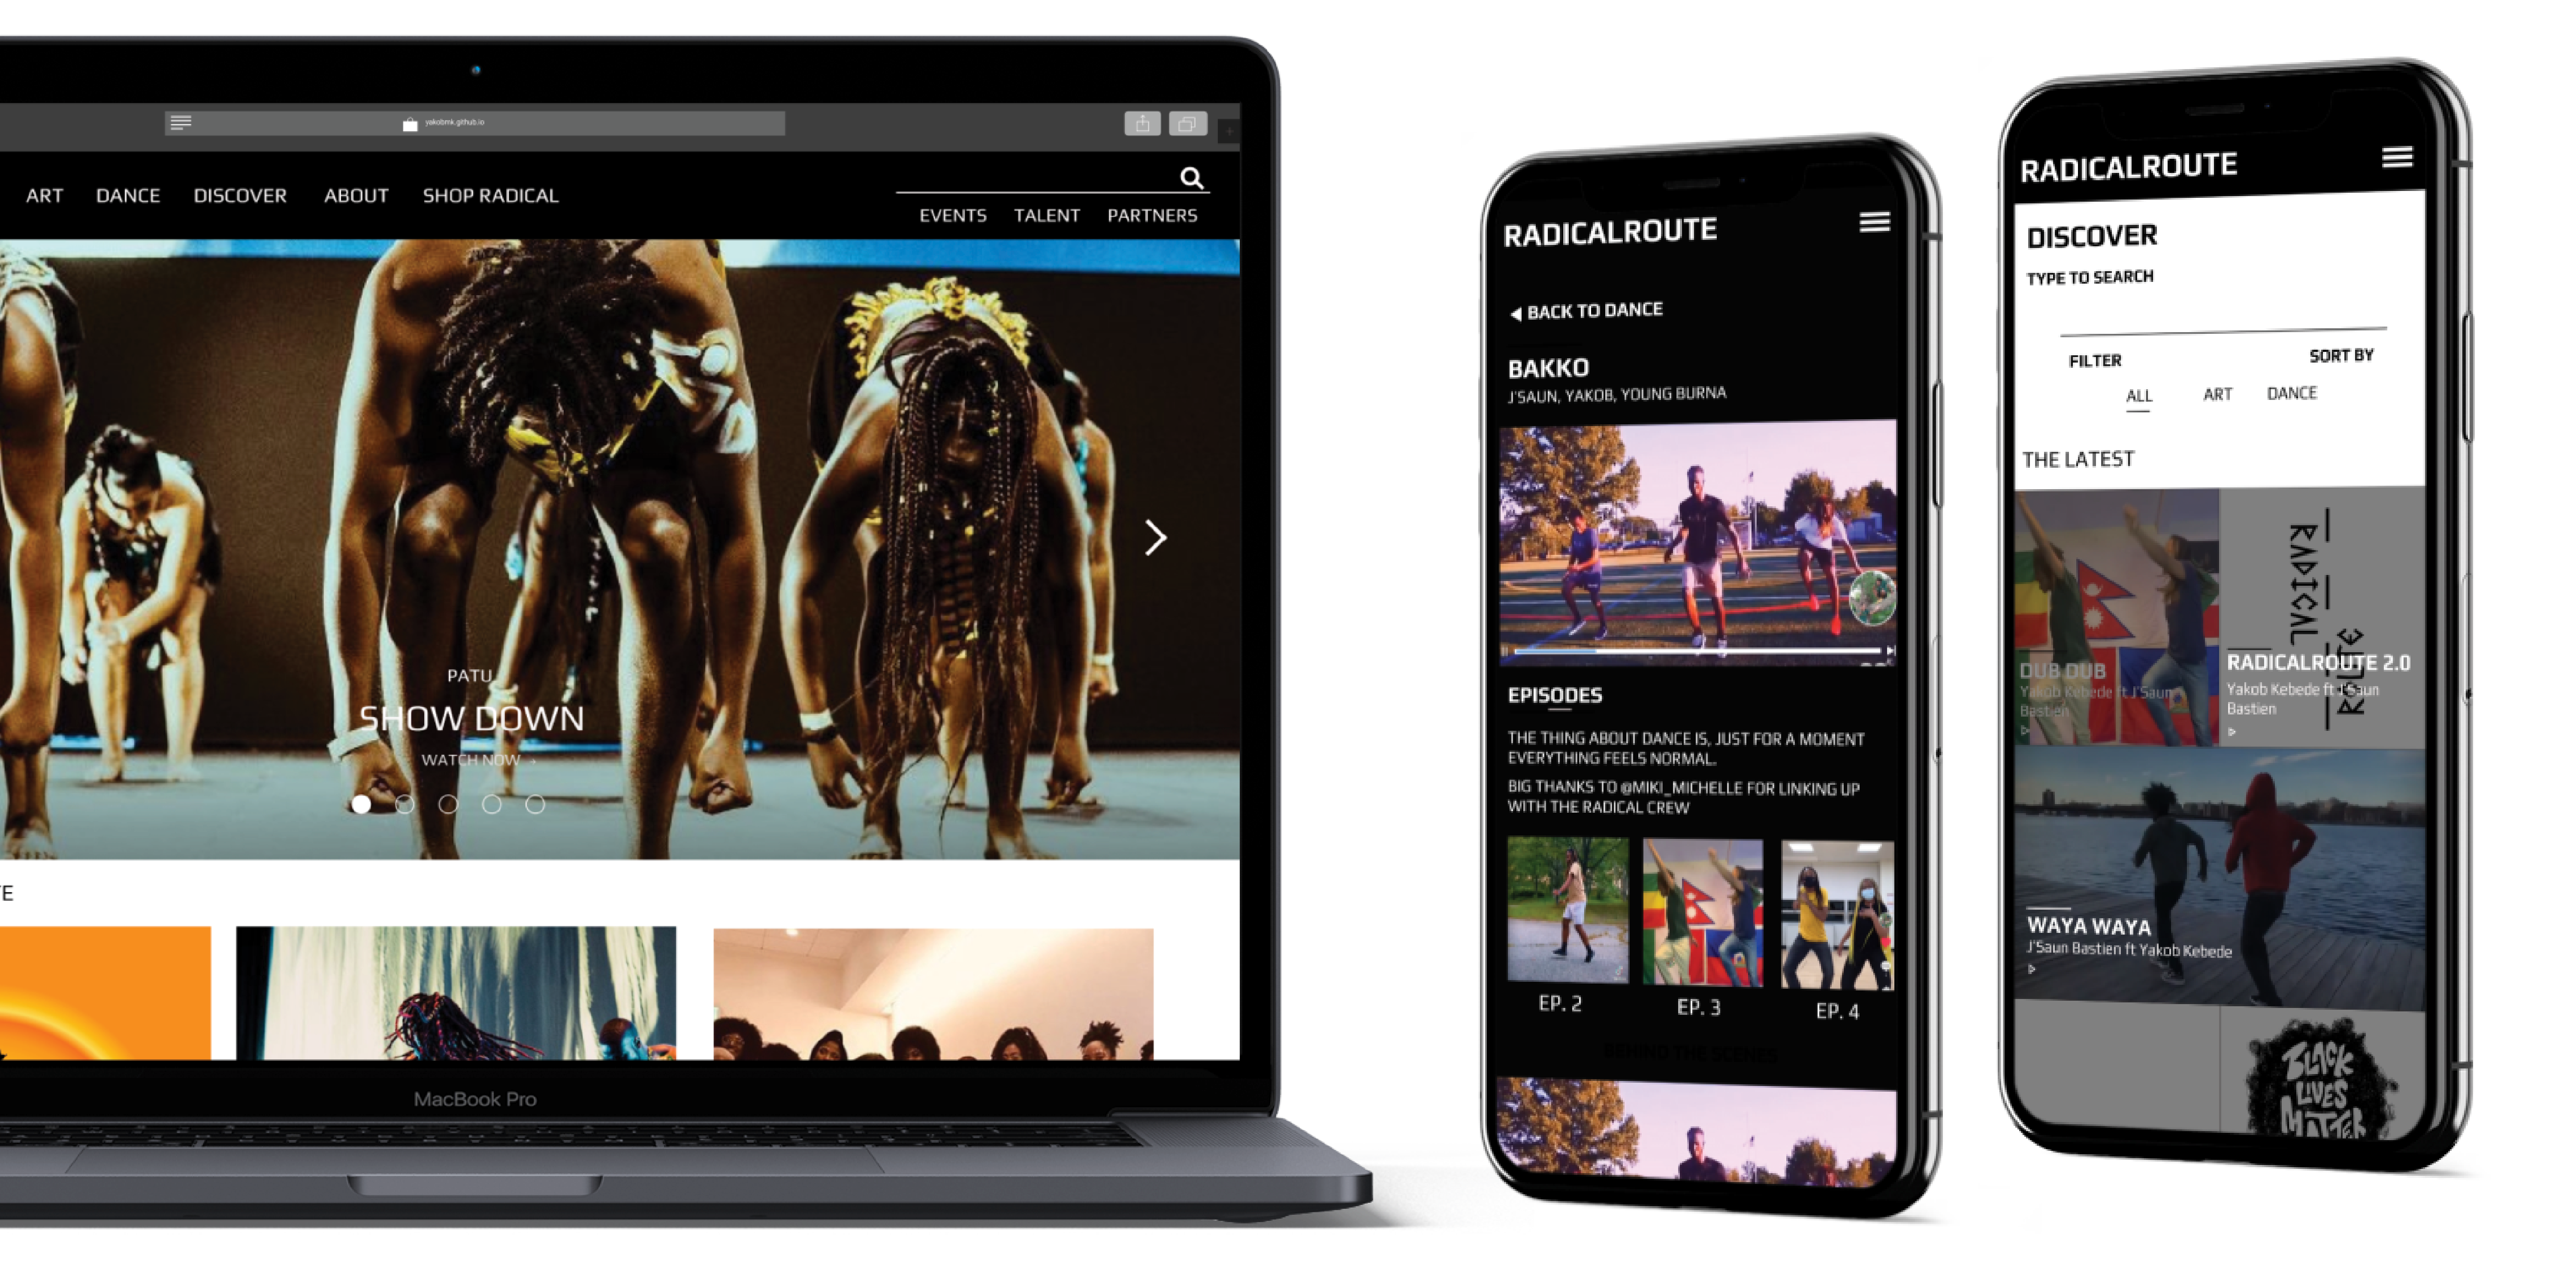 yakobmk.github.io
ART DANCE DISCOVER ABOUT SHOP RADICAL
EVENTS TALENT PARTNERS
PATU
SHOW DOWN
WATCH NOW
MacBook Pro
RADICALROUTE
BACK TO DANCE
BAKKO
J'SAUN, YAKOB, YOUNG BURNA
EPISODES
THE THING ABOUT DANCE IS, JUST FOR A MOMENT
EVERYTHING FEELS NORMAL.
BIG THANKS TO @MIKI_MICHELLE FOR LINKING UP
WITH THE RADICAL CREW
EP. 2 EP. 3 EP. 4
BEHIND THE SCENES
RADICALROUTE
DISCOVER
TYPE TO SEARCH
FILTER SORT BY
ALL ART DANCE
THE LATEST
DUB DUB
Yakob Kebede ft J'Saun
Bastien
RADICAL
ROUTE
RADICALROUTE 2.0
Yakob Kebede ft J'Saun
Bastien
WAYA WAYA
J'Saun Bastien ft Yakob Kebede
BLACK
LIVES
MATTER